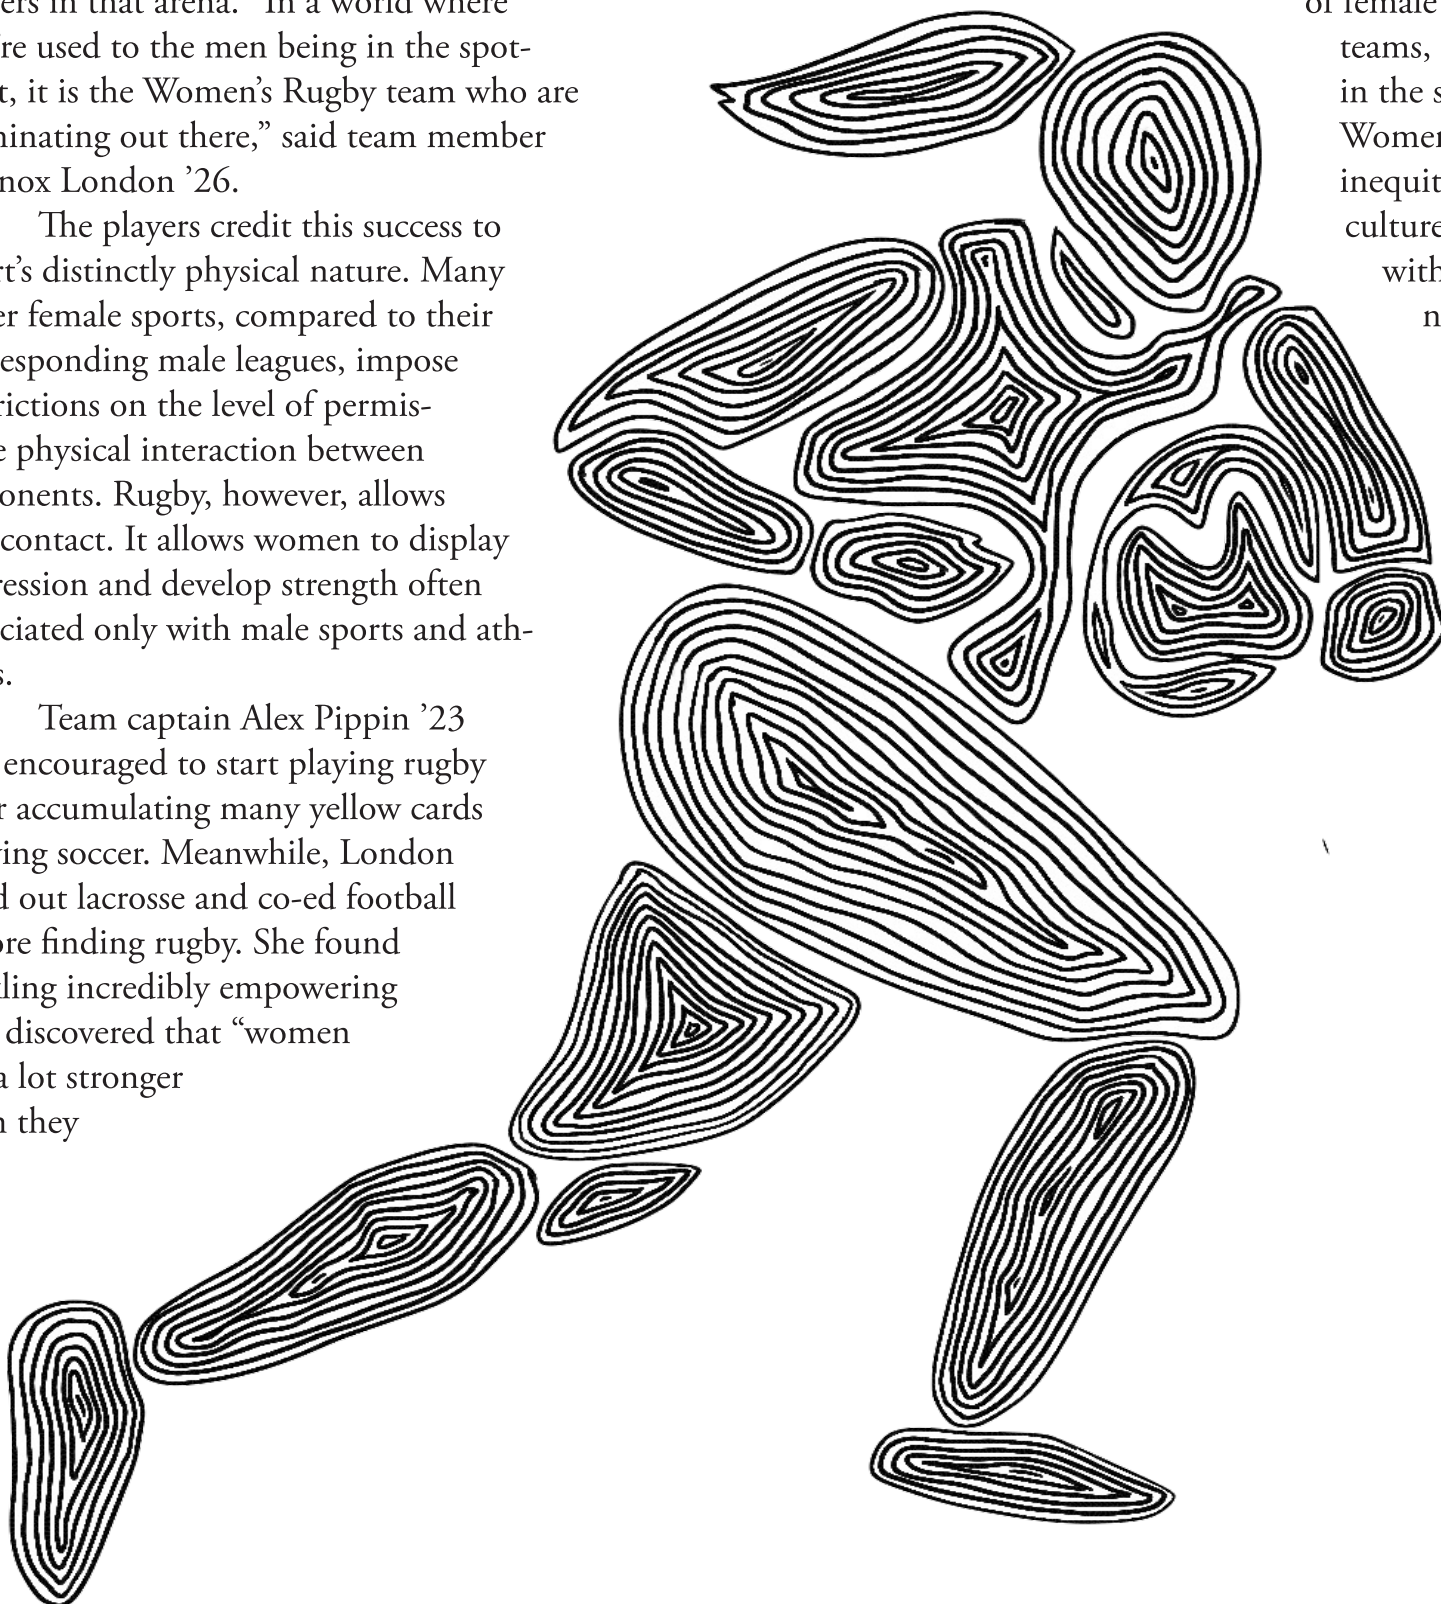 ers in that arena. “In a world where
’re used to the men being in the spot-
t, it is the Women’s Rugby team who are
minating out there,” said team member
nox London ’26.
The players credit this success to
rt’s distinctly physical nature. Many
er female sports, compared to their
responding male leagues, impose
rictions on the level of permis-
e physical interaction between
onents. Rugby, however, allows
contact. It allows women to display
ression and develop strength often
ciated only with male sports and ath-
s.
Team captain Alex Pippin ’23
encouraged to start playing rugby
r accumulating many yellow cards
ying soccer. Meanwhile, London
d out lacrosse and co-ed football
ore finding rugby. She found
kling incredibly empowering
discovered that “women
a lot stronger
n they
of female
teams,
in the s
Women
inequit
culture
with
n